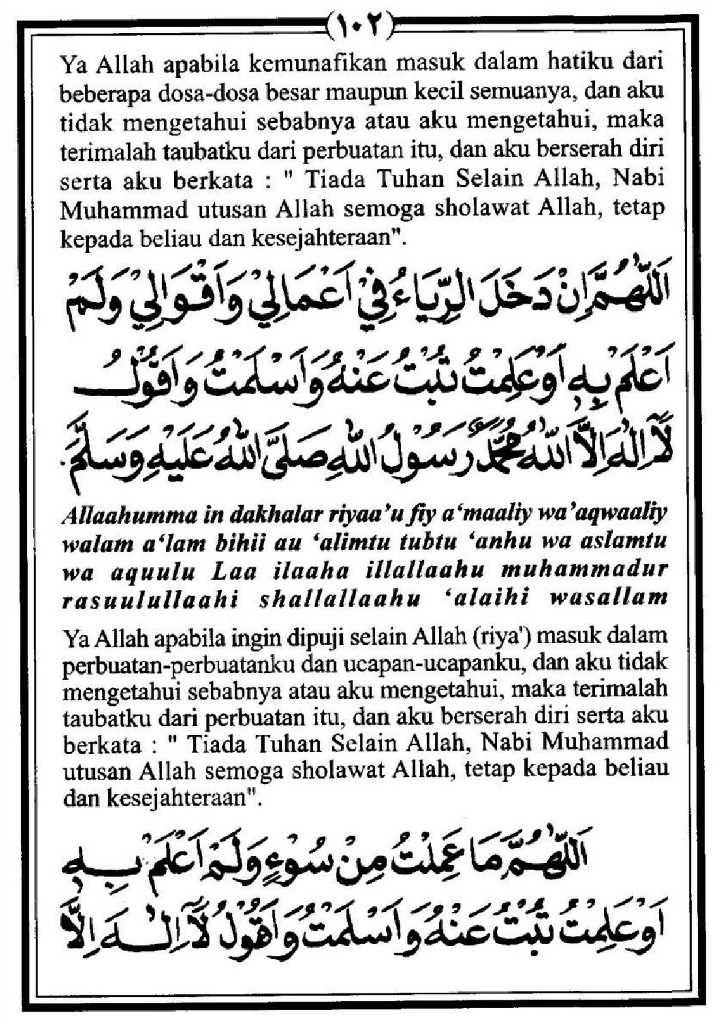 (١٠٢)
Ya Allah apabila kemunafikan masuk dalam hatiku dari
beberapa dosa-dosa besar maupun kecil semuanya, dan aku
tidak mengetahui sebabnya atau aku mengetahui, maka
terimalah taubatku dari perbuatan itu, dan aku berserah diri
serta aku berkata : " Tiada Tuhan Selain Allah, Nabi
Muhammad utusan Allah semoga sholawat Allah, tetap
kepada beliau dan kesejahteraan".
اَللّٰهُمَّ اِنْ دَخَلَ الرِّيَاءُ فِيْ اَعْمَالِيْ وَاَقْوَالِيْ وَلَمْ
اَعْلَمْ بِهِ اَوْعَلِمْتُ تُبْتُ عَنْهُ وَاَسْلَمْتُ وَاَقُوْلُ
لَآ اِلٰهَ اِلَّا اللّٰهُ مُحَمَّدٌ رَسُوْلُ اللّٰهِ صَلَّى اللّٰهُ عَلَيْهِ وَسَلَّمَ.
Allaahumma in dakhalar riyaa'u fiy a‘maaliy wa'aqwaaliy
walam a‘lam bihii au ‘alimtu tubtu ‘anhu wa aslamtu
wa aquulu Laa ilaaha illallaahu muhammadur
rasuulullaahi shallallaahu ‘alaihi wasallam
Ya Allah apabila ingin dipuji selain Allah (riya') masuk dalam
perbuatan-perbuatanku dan ucapan-ucapanku, dan aku tidak
mengetahui sebabnya atau aku mengetahui, maka terimalah
taubatku dari perbuatan itu, dan aku berserah diri serta aku
berkata : " Tiada Tuhan Selain Allah, Nabi Muhammad
utusan Allah semoga sholawat Allah, tetap kepada beliau
dan kesejahteraan".
اَللّٰهُمَّ مَا عَمِلْتُ مِنْ سُوْءٍ وَلَمْ اَعْلَمْ بِهِ
اَوْعَلِمْتُ تُبْتُ عَنْهُ وَاَسْلَمْتُ وَاَقُوْلُ لَآ اِلٰهَ اِلَّا